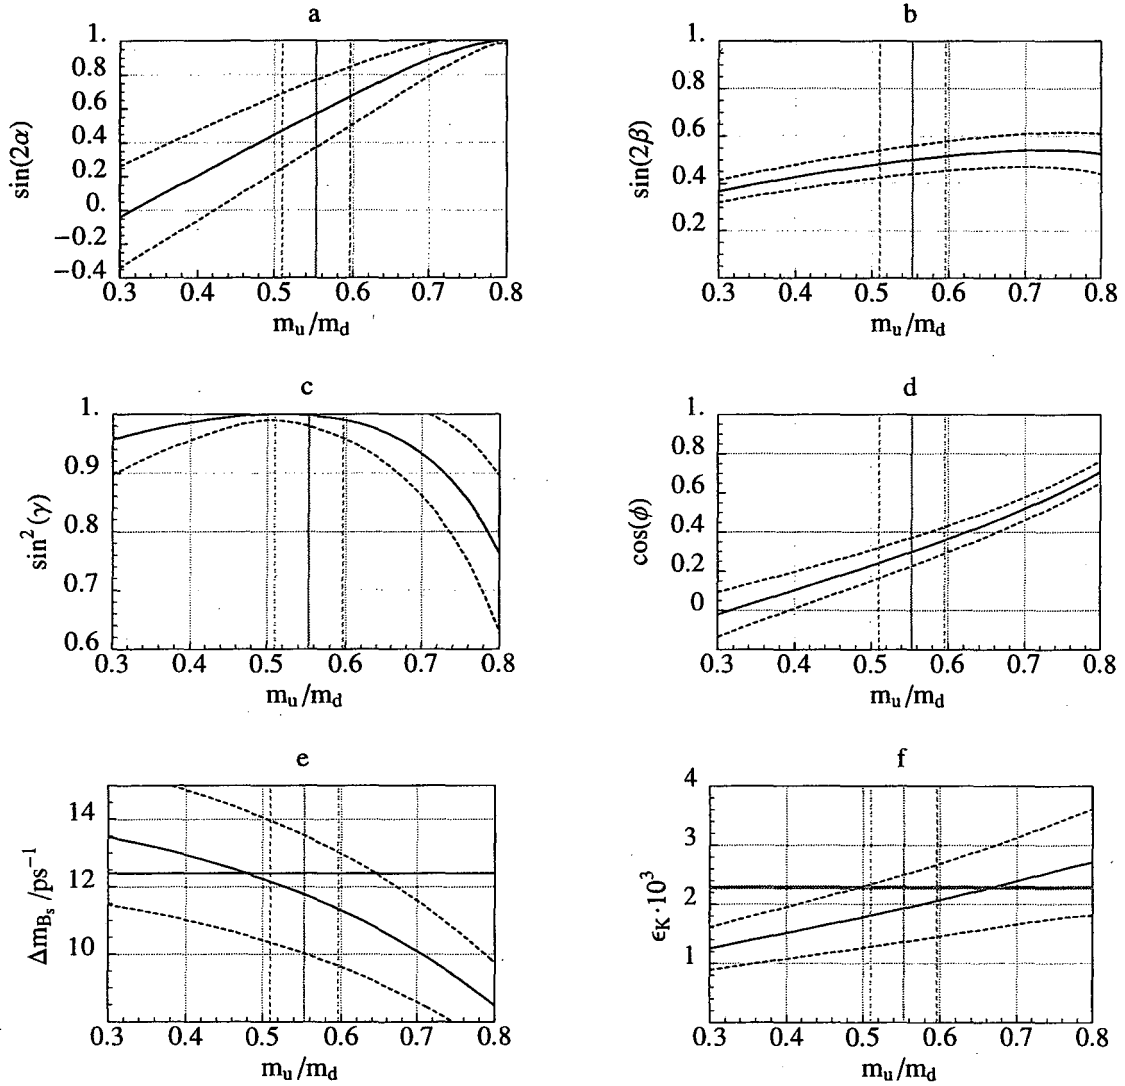 a
1.
0.8
0.6
0.4
0.2
0.
−0.2
−0.4
sin(2α)
0.3 0.4 0.5 0.6 0.7 0.8
m_u/m_d
b
1.
0.8
0.6
0.4
0.2
sin(2β)
0.3 0.4 0.5 0.6 0.7 0.8
m_u/m_d
c
1.
0.9
0.8
0.7
0.6
sin²(γ)
0.3 0.4 0.5 0.6 0.7 0.8
m_u/m_d
d
1.
0.8
0.6
0.4
0.2
0
cos(ϕ)
0.3 0.4 0.5 0.6 0.7 0.8
m_u/m_d
e
14
12
10
Δm_{B_s}/ps⁻¹
0.3 0.4 0.5 0.6 0.7 0.8
m_u/m_d
f
4
3
2
1
ϵ_K·10³
0.3 0.4 0.5 0.6 0.7 0.8
m_u/m_d